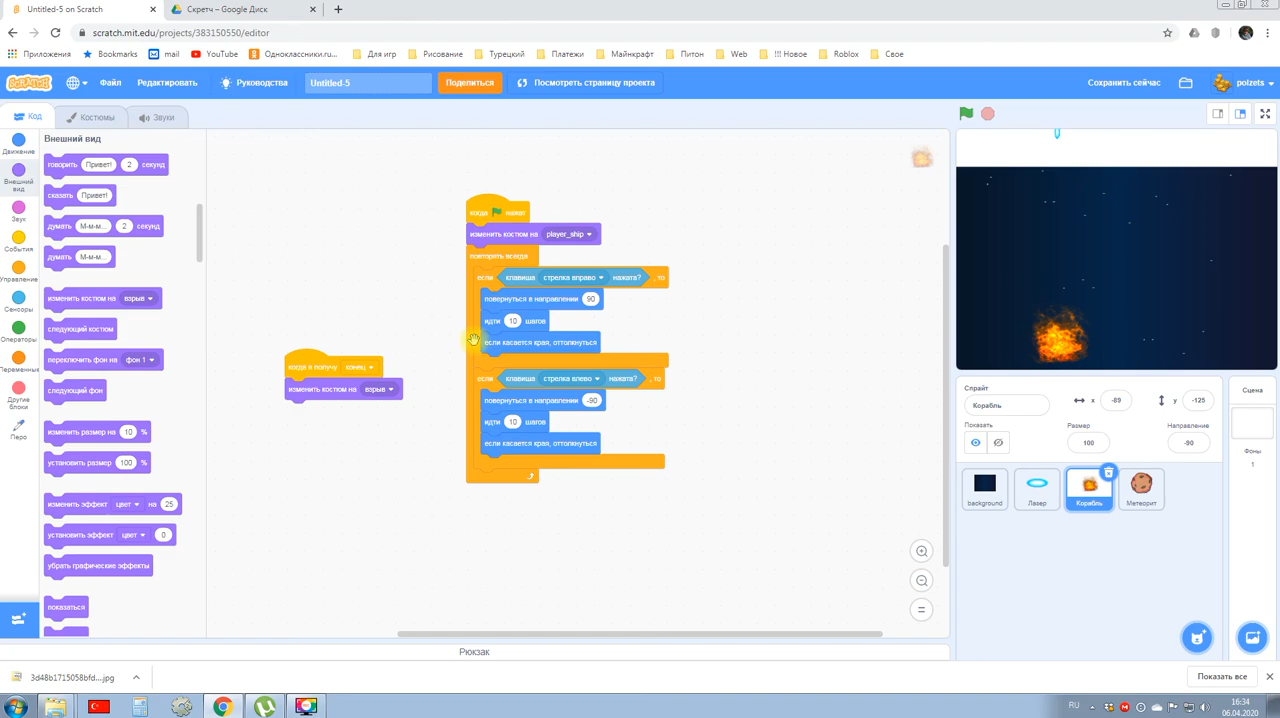 Untitled-5 on Scratch
Скретч – Google Диск
scratch.mit.edu/projects/383150550/editor
Приложения
Bookmarks
mail
YouTube
Одноклассники.ru...
Для игр
Рисование
Турецкий
Платежи
Майнкрафт
Питон
Web
!!! Новое
Roblox
Свое
SCRATCH
Файл
Редактировать
Руководства
Untitled-5
Поделиться
Посмотреть страницу проекта
Сохранить сейчас
polzets
Код
Костюмы
Звуки
Движение
Внешний вид
Звук
События
Управление
Сенсоры
Операторы
Переменные
Другие блоки
Перо
Внешний вид
говорить Привет! 2 секунд
сказать Привет!
думать М-м-м... 2 секунд
думать М-м-м...
изменить костюм на взрыв
следующий костюм
переключить фон на фон 1
следующий фон
изменить размер на 10 %
установить размер 100 %
изменить эффект цвет на 25
установить эффект цвет 0
убрать графические эффекты
показаться
когда я получу конец
изменить костюм на взрыв
когда нажат
изменить костюм на player_ship
повторять всегда
если клавиша стрелка вправо нажата? , то
повернуться в направлении 90
идти 10 шагов
если касается края, оттолкнуться
если клавиша стрелка влево нажата? , то
повернуться в направлении -90
идти 10 шагов
если касается края, оттолкнуться
Рюкзак
Спрайт
Корабль
x -89
y -125
Показать
Размер
100
Направление
-90
background
Лазер
Корабль
Метеорит
Сцена
Фоны
1
3d48b1715058bfd....jpg
Показать все
RU
16:34
06.04.2020